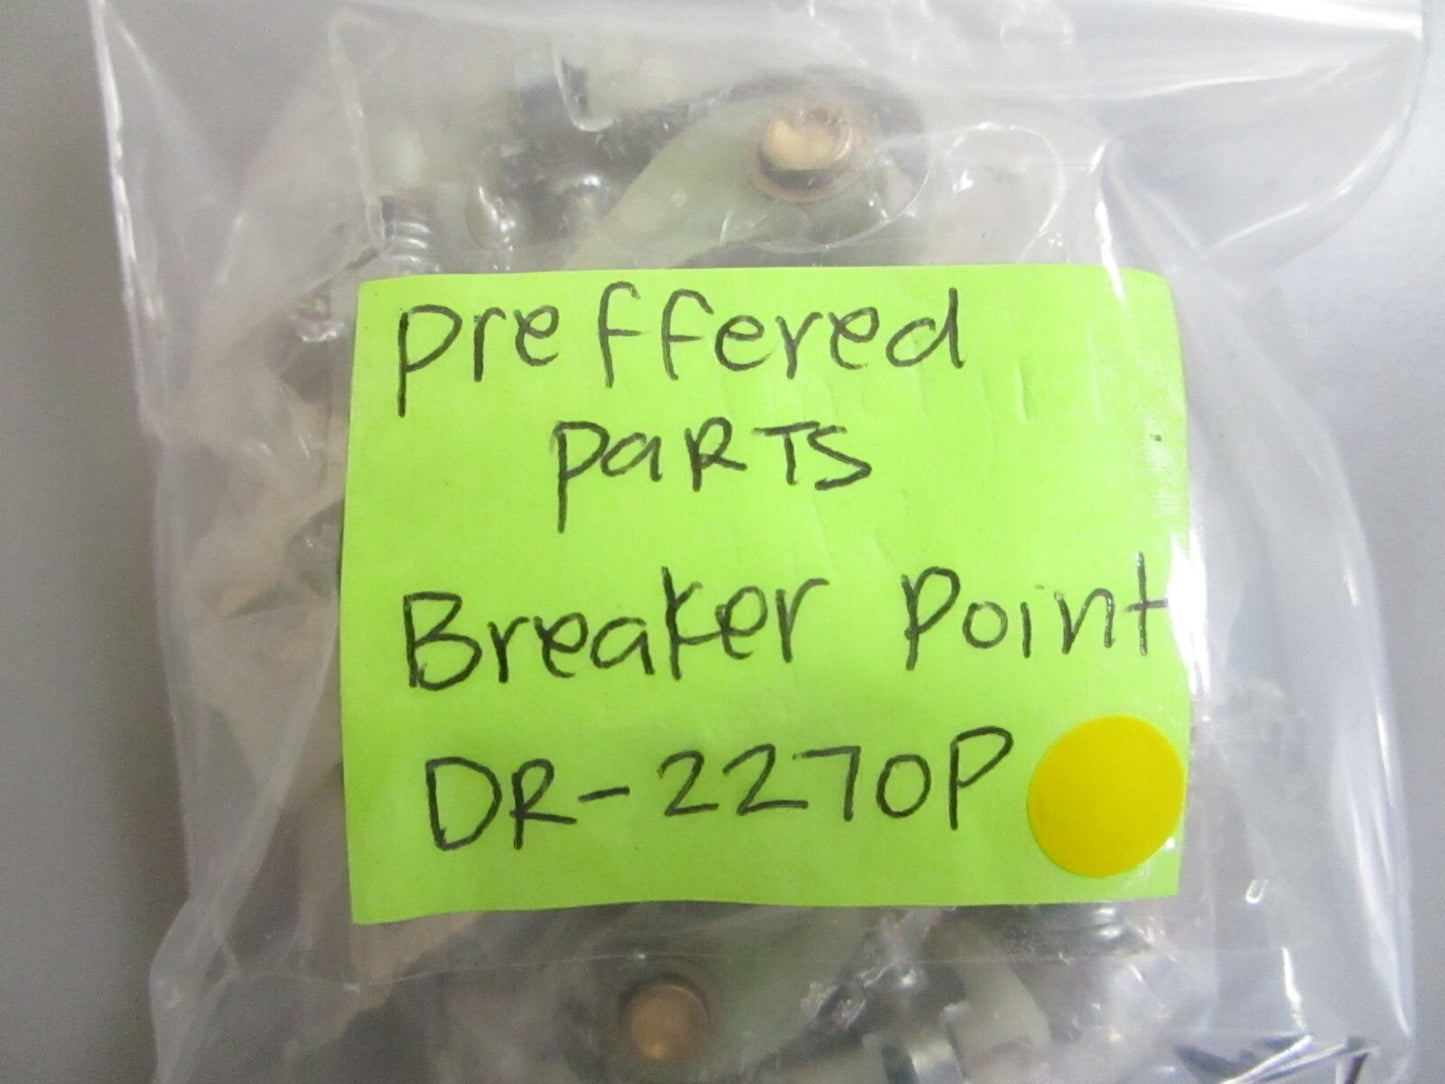 preffered
parts
Breaker point
DR-2270P